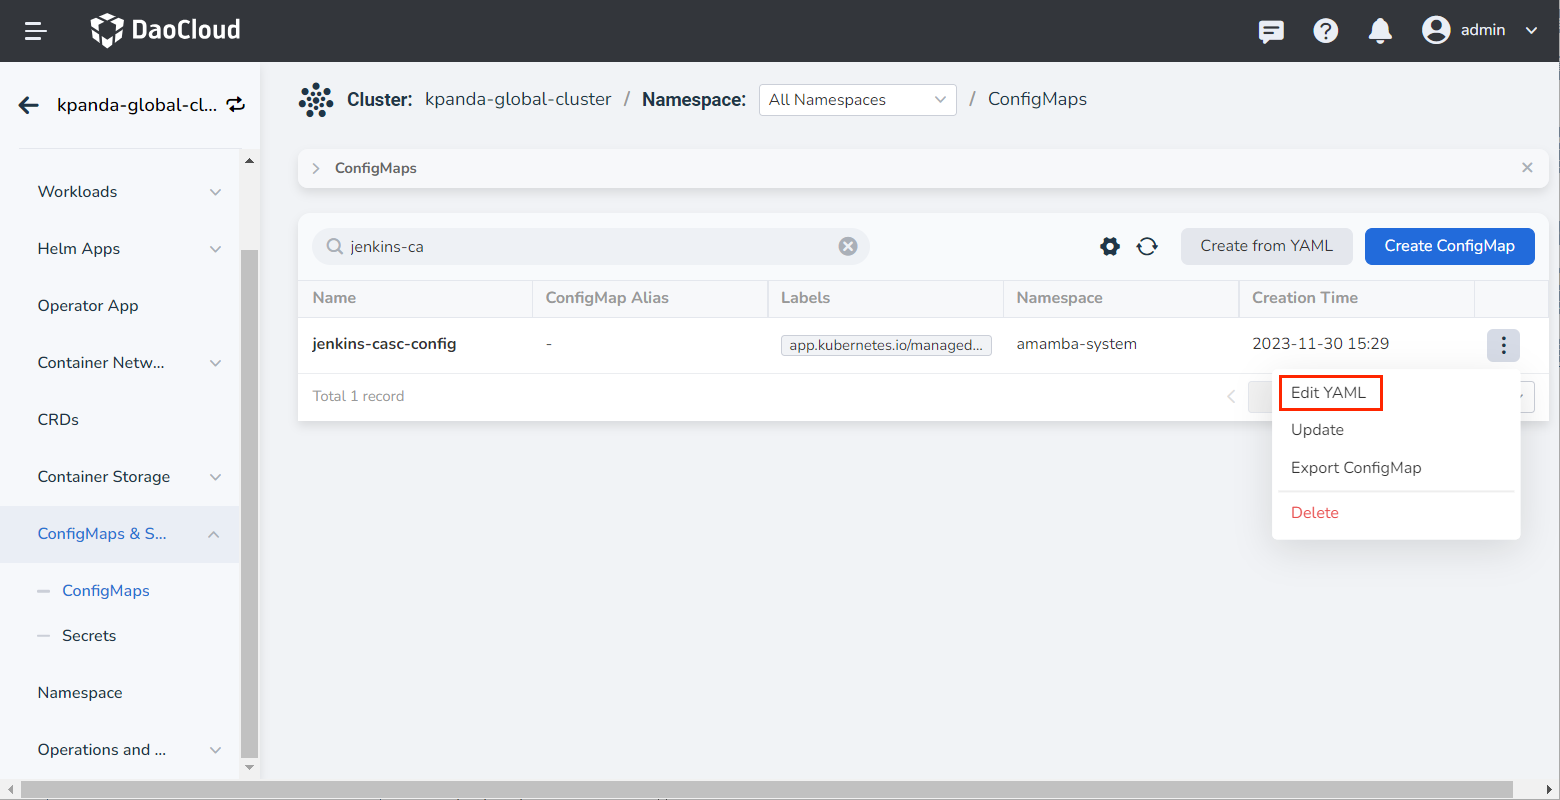 DaoCloud
admin
kpanda-global-cl...
Cluster: kpanda-global-cluster / Namespace: All Namespaces / ConfigMaps
Workloads
Helm Apps
Operator App
Container Netw...
CRDs
Container Storage
ConfigMaps & S...
ConfigMaps
Secrets
Namespace
Operations and ...
ConfigMaps
jenkins-ca
Create from YAML
Create ConfigMap
Name ConfigMap Alias Labels Namespace Creation Time
jenkins-casc-config - app.kubernetes.io/managed... amamba-system 2023-11-30 15:29
Total 1 record
Edit YAML
Update
Export ConfigMap
Delete